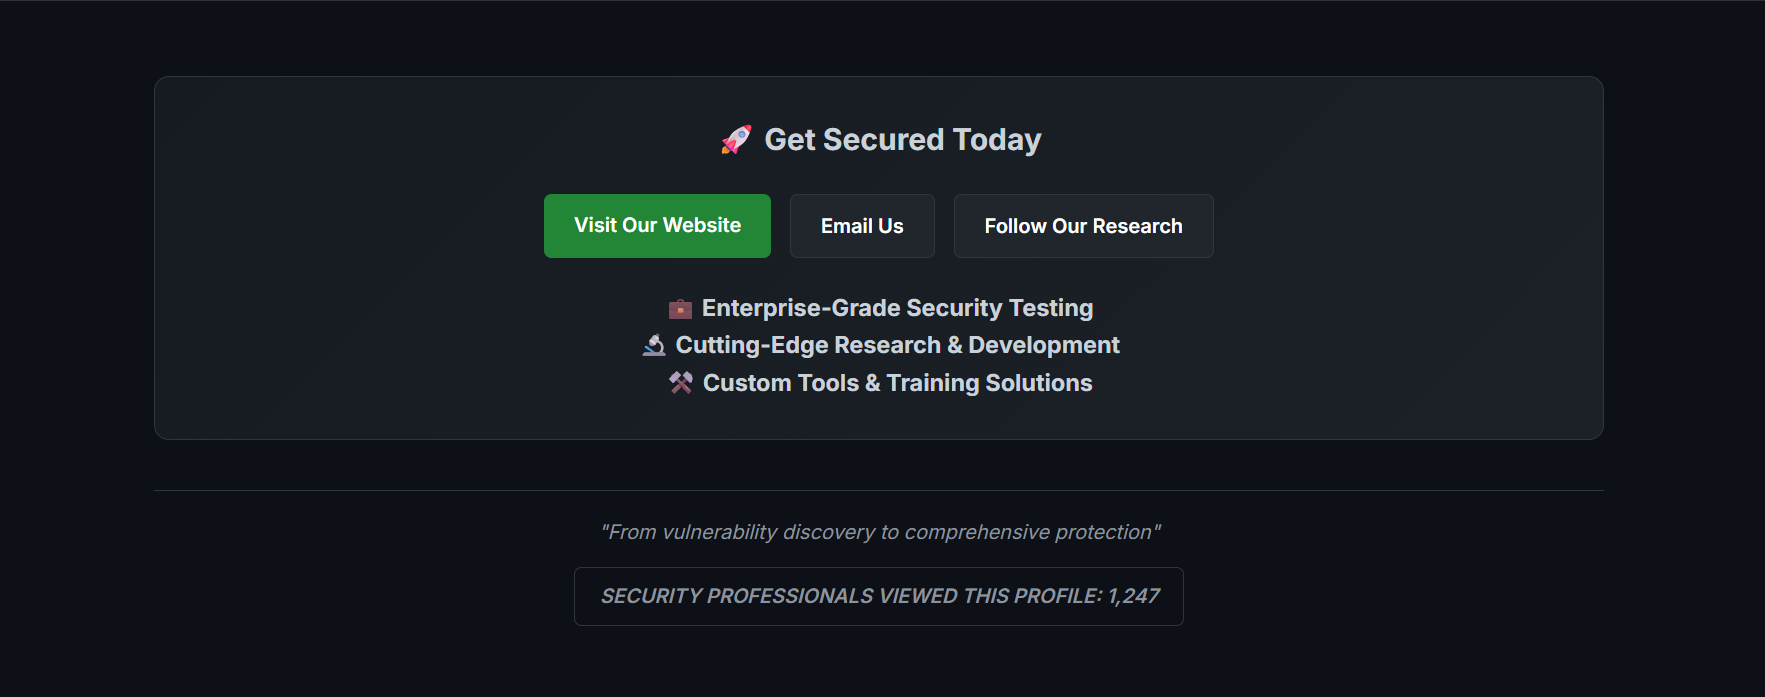 🚀 Get Secured Today
Visit Our Website
Email Us
Follow Our Research
💼 Enterprise-Grade Security Testing
🔬 Cutting-Edge Research & Development
⚒️ Custom Tools & Training Solutions
"From vulnerability discovery to comprehensive protection"
SECURITY PROFESSIONALS VIEWED THIS PROFILE: 1,247